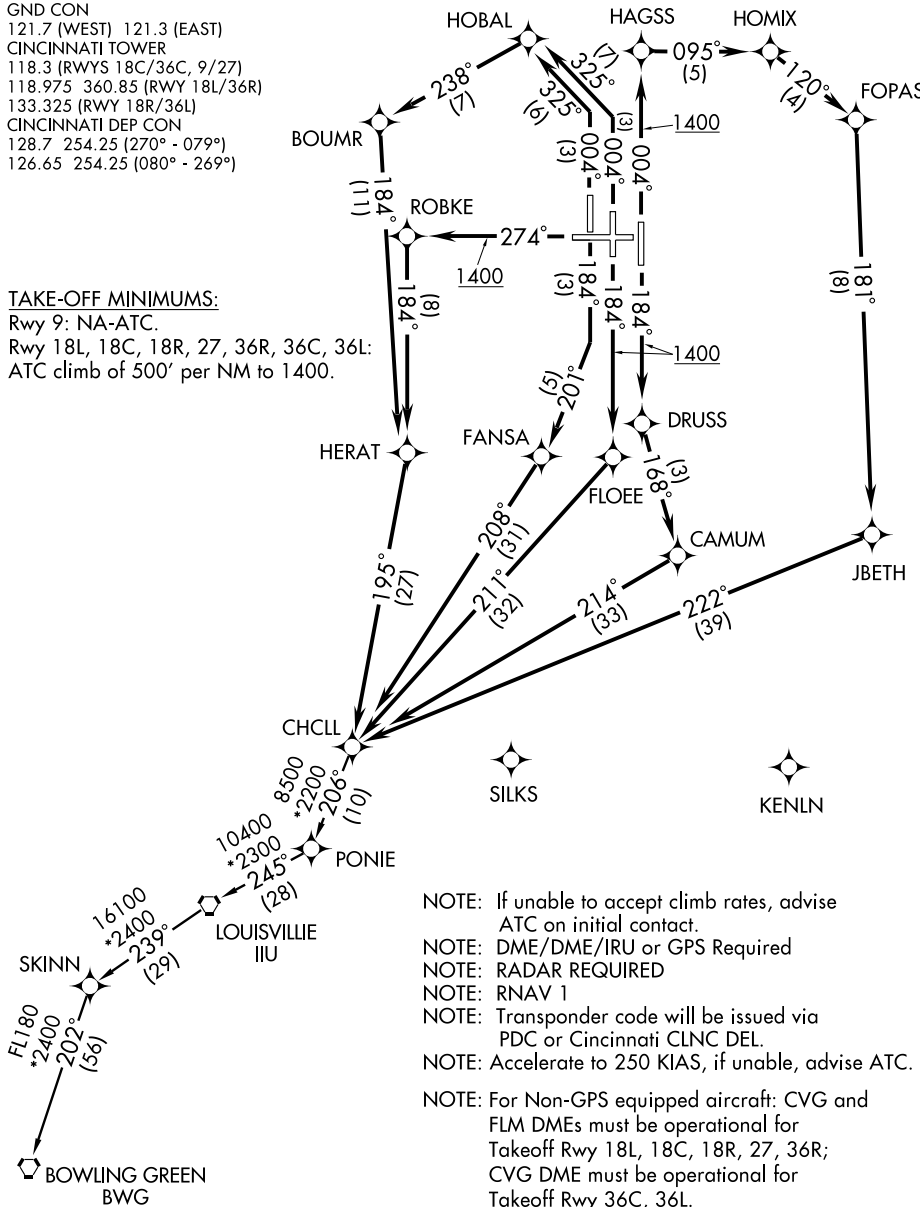 GND CON
121.7 (WEST) 121.3 (EAST)
CINCINNATI TOWER
118.3 (RWYS 18C/36C, 9/27)
118.975 360.85 (RWY 18L/36R)
133.325 (RWY 18R/36L)
CINCINNATI DEP CON
128.7 254.25 (270° - 079°)
126.65 254.25 (080° - 269°)
HOBAL
HAGSS
HOMIX
FOPAS
BOUMR
ROBKE
238°
(7)
325°
(7)
325°
(6)
095°
(5)
120°
(4)
(3)
(3)
004°
004°
004°
1400
184°
(11)
274°
1400
184°
(8)
184°
(3)
184°
184°
1400
181°
(8)
TAKE-OFF MINIMUMS:
Rwy 9: NA-ATC.
Rwy 18L, 18C, 18R, 27, 36R, 36C, 36L:
ATC climb of 500' per NM to 1400.
201°
(5)
HERAT
FANSA
FLOEE
DRUSS
168°
(3)
CAMUM
JBETH
195°
(27)
208°
(31)
211°
(32)
214°
(33)
222°
(39)
CHCLL
SILKS
KENLN
8500
*2200
206°
(10)
PONIE
10400
*2300
245°
(28)
LOUISVILLIE
IIU
16100
*2400
239°
(29)
SKINN
FL180
*2400
202°
(56)
BOWLING GREEN
BWG
NOTE: If unable to accept climb rates, advise
ATC on initial contact.
NOTE: DME/DME/IRU or GPS Required
NOTE: RADAR REQUIRED
NOTE: RNAV 1
NOTE: Transponder code will be issued via
PDC or Cincinnati CLNC DEL.
NOTE: Accelerate to 250 KIAS, if unable, advise ATC.
NOTE: For Non-GPS equipped aircraft: CVG and
FLM DMEs must be operational for
Takeoff Rwy 18L, 18C, 18R, 27, 36R;
CVG DME must be operational for
Takeoff Rwy 36C, 36L.